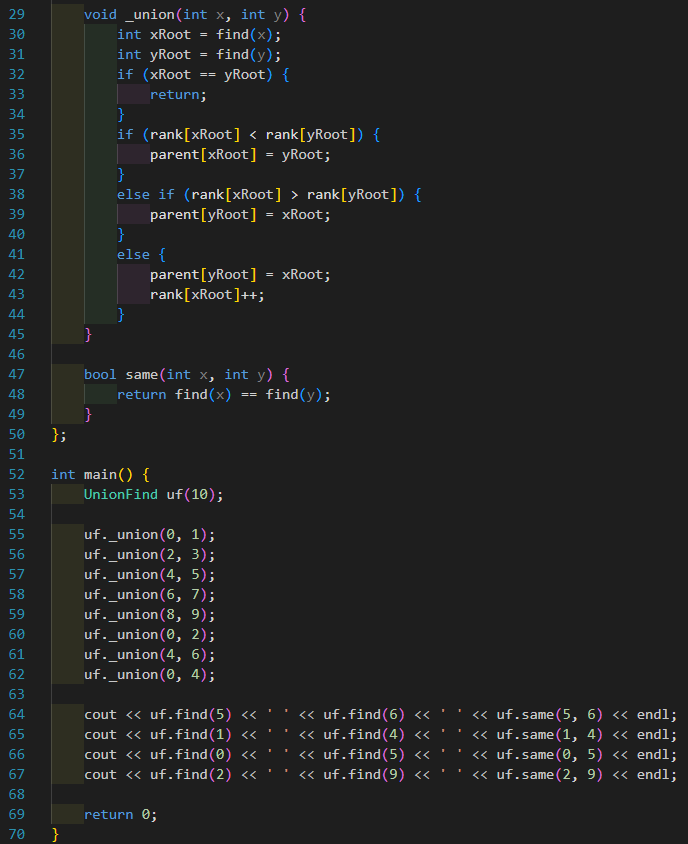 29 void _union(int x, int y) {
30 int xRoot = find(x);
31 int yRoot = find(y);
32 if (xRoot == yRoot) {
33 return;
34 }
35 if (rank[xRoot] < rank[yRoot]) {
36 parent[xRoot] = yRoot;
37 }
38 else if (rank[xRoot] > rank[yRoot]) {
39 parent[yRoot] = xRoot;
40 }
41 else {
42 parent[yRoot] = xRoot;
43 rank[xRoot]++;
44 }
45 }
46
47 bool same(int x, int y) {
48 return find(x) == find(y);
49 }
50 };
51
52 int main() {
53 UnionFind uf(10);
54
55 uf._union(0, 1);
56 uf._union(2, 3);
57 uf._union(4, 5);
58 uf._union(6, 7);
59 uf._union(8, 9);
60 uf._union(0, 2);
61 uf._union(4, 6);
62 uf._union(0, 4);
63
64 cout << uf.find(5) << ' ' << uf.find(6) << ' ' << uf.same(5, 6) << endl;
65 cout << uf.find(1) << ' ' << uf.find(4) << ' ' << uf.same(1, 4) << endl;
66 cout << uf.find(0) << ' ' << uf.find(5) << ' ' << uf.same(0, 5) << endl;
67 cout << uf.find(2) << ' ' << uf.find(9) << ' ' << uf.same(2, 9) << endl;
68
69 return 0;
70 }